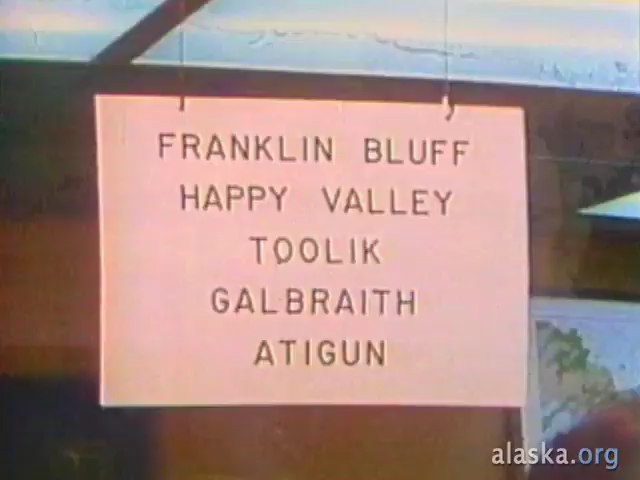 FRANKLIN BLUFF
HAPPY VALLEY
TOOLIK
GALBRAITH
ATIGUN
alaska.org